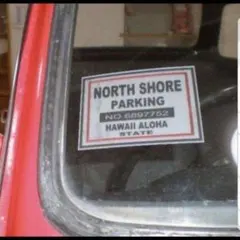 NORTH SHORE
PARKING
NO.6897752
HAWAII ALOHA
STATE